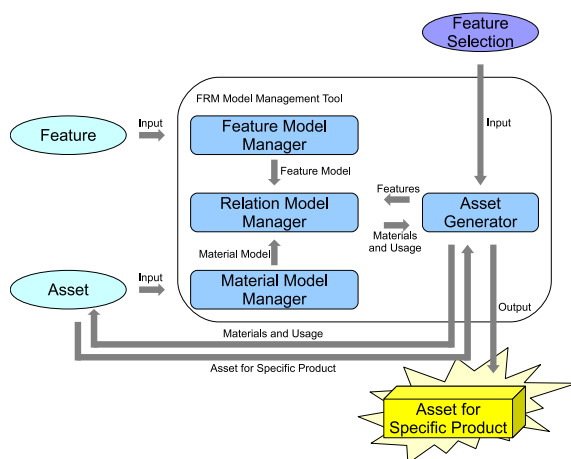 Feature
Selection
FRM Model Management Tool
Input
Feature
Feature Model
Manager
Input
Feature Model
Features
Relation Model
Manager
Asset
Generator
Materials
and Usage
Material Model
Input
Asset
Material Model
Manager
Output
Materials and Usage
Asset for Specific Product
Asset for
Specific Product